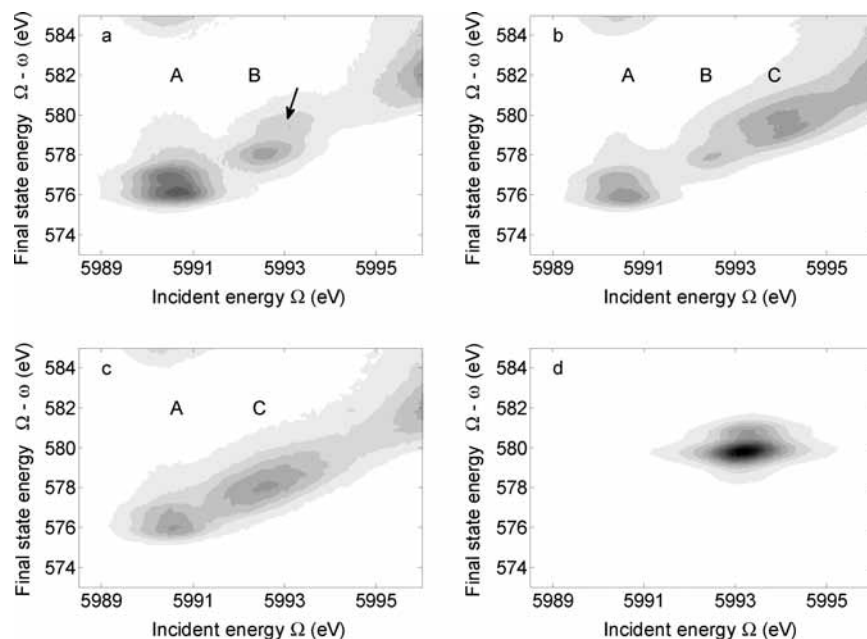 a
A
B
Final state energy Ω - ω (eV)
584
582
580
578
576
574
5989
5991
5993
5995
Incident energy Ω (eV)
b
A
B
C
Final state energy Ω - ω (eV)
584
582
580
578
576
574
5989
5991
5993
5995
Incident energy Ω (eV)
c
A
C
Final state energy Ω - ω (eV)
584
582
580
578
576
574
5989
5991
5993
5995
Incident energy Ω (eV)
d
Final state energy Ω - ω (eV)
584
582
580
578
576
574
5989
5991
5993
5995
Incident energy Ω (eV)